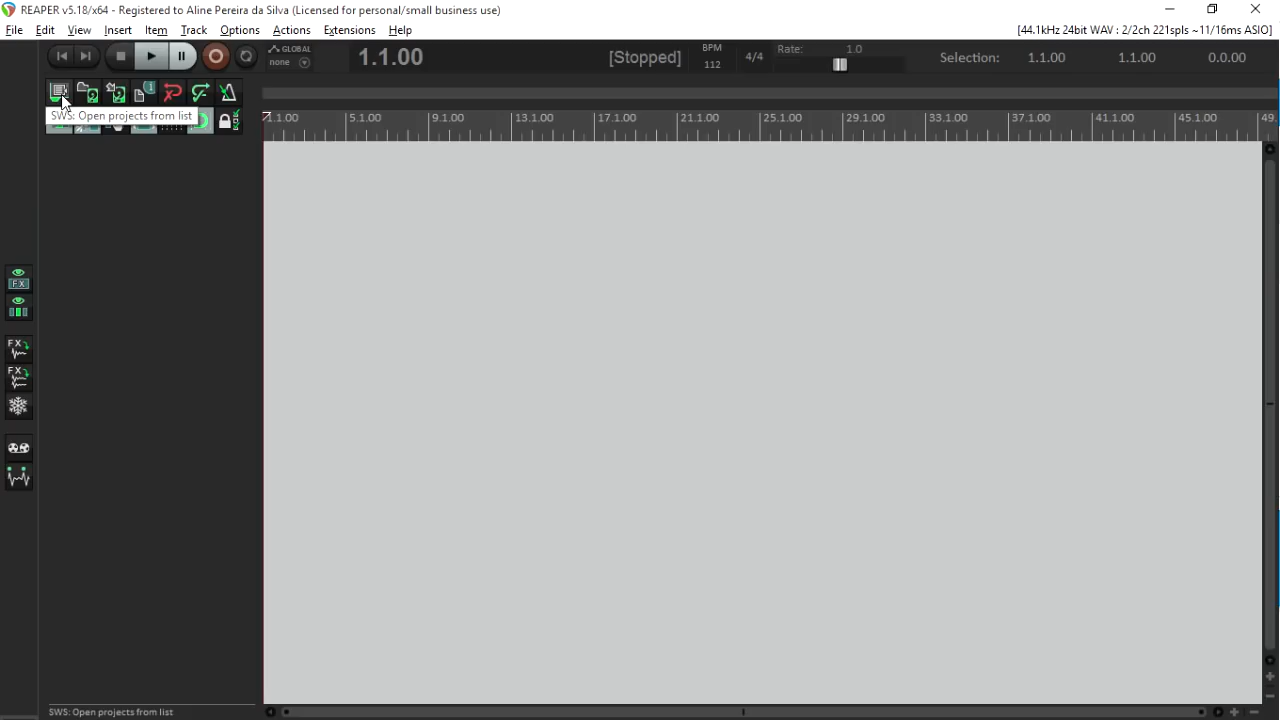 REAPER v5.18/x64 - Registered to Aline Pereira da Silva (Licensed for personal/small business use)
File Edit View Insert Item Track Options Actions Extensions Help [44.1kHz 24bit WAV : 2/2ch 221spls ~11/16ms ASIO]
GLOBAL
none
1.1.00
[Stopped]
BPM
112
4/4
Rate: 1.0
Selection: 1.1.00 1.1.00 0.0.00
SWS: Open projects from list
1.1.00 5.1.00 9.1.00 13.1.00 17.1.00 21.1.00 25.1.00 29.1.00 33.1.00 37.1.00 41.1.00 45.1.00 49.
FX
FX
FX
SWS: Open projects from list